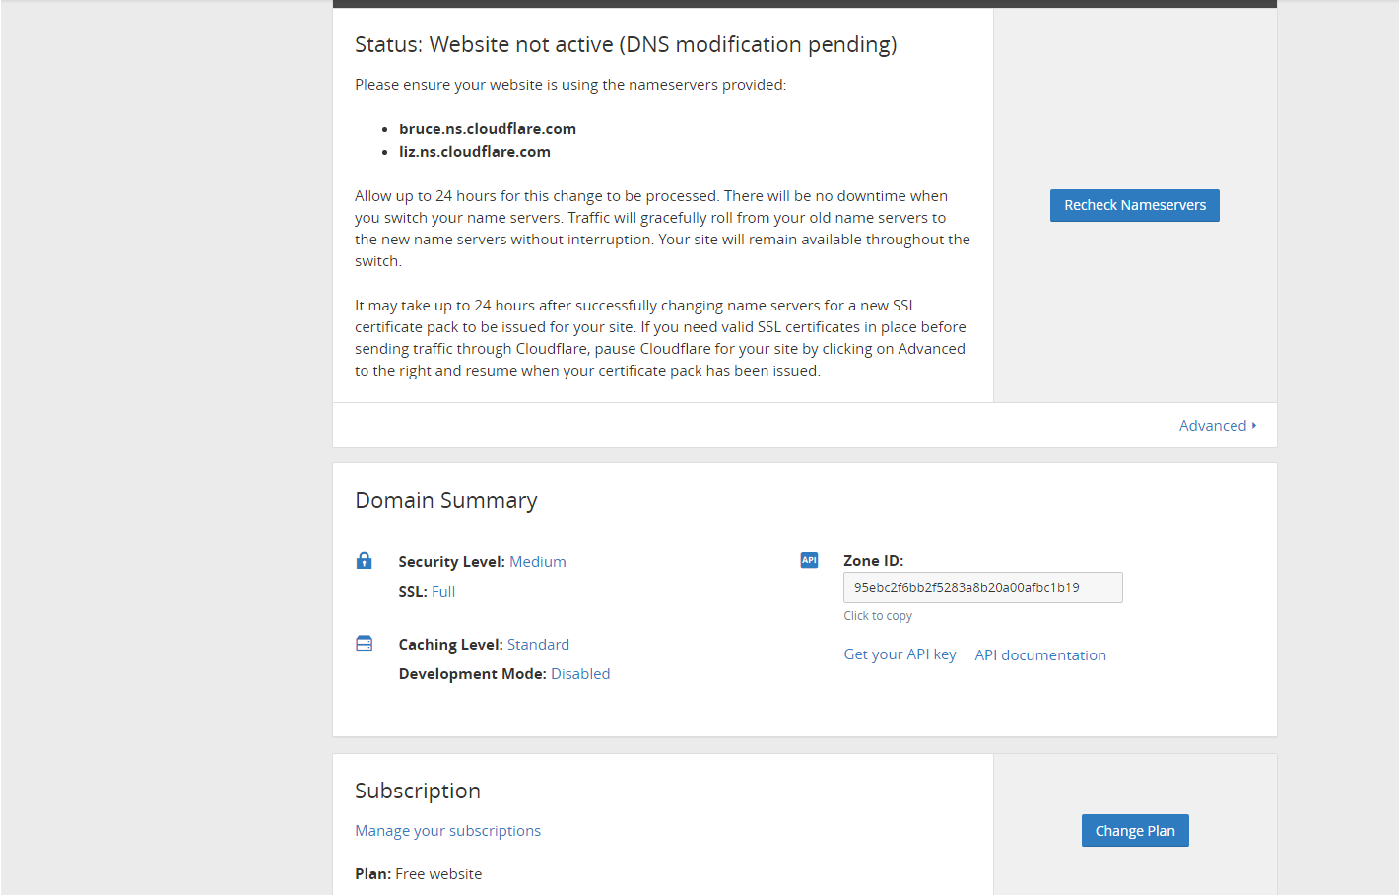 Status: Website not active (DNS modification pending)
Please ensure your website is using the nameservers provided:
bruce.ns.cloudflare.com
liz.ns.cloudflare.com
Allow up to 24 hours for this change to be processed. There will be no downtime when
you switch your name servers. Traffic will gracefully roll from your old name servers to
the new name servers without interruption. Your site will remain available throughout the
switch.
It may take up to 24 hours after successfully changing name servers for a new SSL
certificate pack to be issued for your site. If you need valid SSL certificates in place before
sending traffic through Cloudflare, pause Cloudflare for your site by clicking on Advanced
to the right and resume when your certificate pack has been issued.
Recheck Nameservers
Advanced
Domain Summary
Security Level: Medium
SSL: Full
Caching Level: Standard
Development Mode: Disabled
API
Zone ID:
95ebc2f6bb2f5283a8b20a00afbc1b19
Click to copy
Get your API key API documentation
Subscription
Manage your subscriptions
Plan: Free website
Change Plan